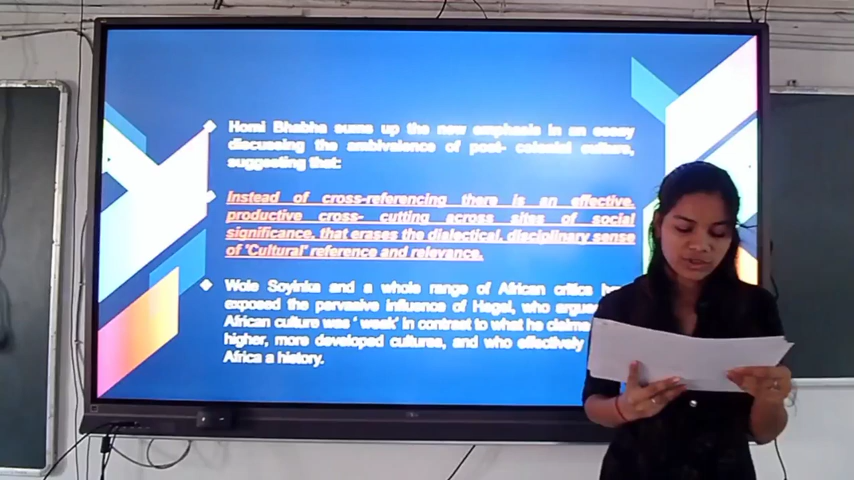 Homi Bhabha sums up the new emphasis in an essay
discussing the ambivalence of post- colonial culture,
suggesting that:
Instead of cross-referencing there is an effective,
productive cross- cutting across sites of social
significance, that erases the dialectical, disciplinary sense
of 'Cultural' reference and relevance.
Wole Soyinka and a whole range of African critics
exposed the pervasive influence of Hegel, who
African culture was ' weak' in contrast to what he
higher, more developed cultures, and who effectively
Africa a history.